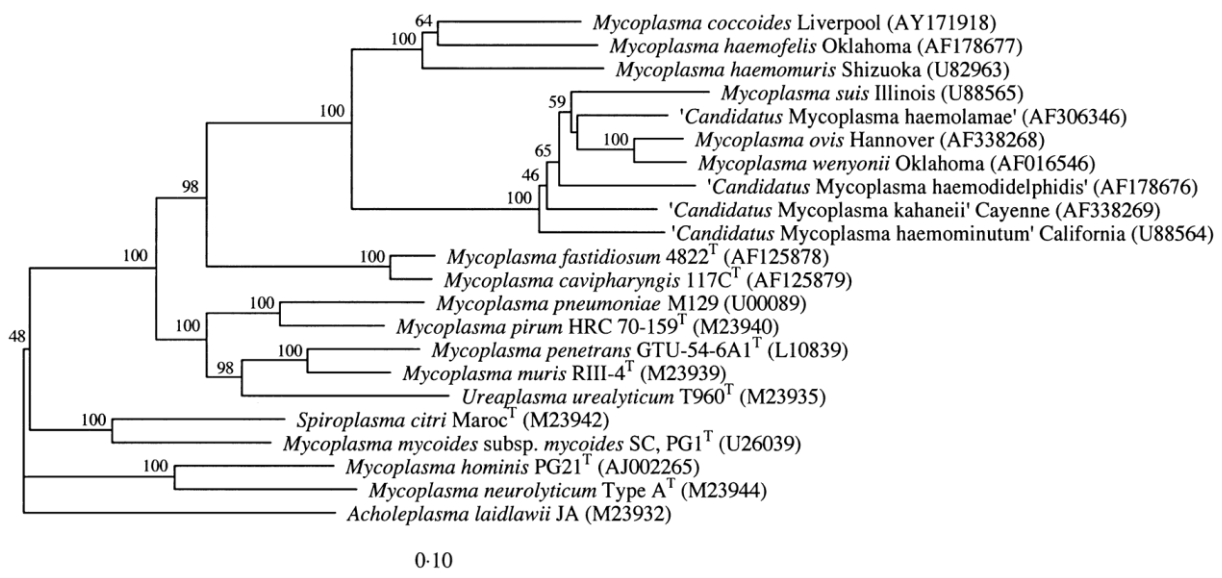 64 Mycoplasma coccoides Liverpool (AY171918)
100 Mycoplasma haemofelis Oklahoma (AF178677)
Mycoplasma haemomuris Shizuoka (U82963)
59 Mycoplasma suis Illinois (U88565)
100 'Candidatus Mycoplasma haemolamae' (AF306346)
100 Mycoplasma ovis Hannover (AF338268)
65 Mycoplasma wenyonii Oklahoma (AF016546)
46 'Candidatus Mycoplasma haemodidelphidis' (AF178676)
98 100 'Candidatus Mycoplasma kahaneii' Cayenne (AF338269)
'Candidatus Mycoplasma haemominutum' California (U88564)
100 100 Mycoplasma fastidiosum 4822T (AF125878)
Mycoplasma cavipharyngis 117CT (AF125879)
100 Mycoplasma pneumoniae M129 (U00089)
48 100 Mycoplasma pirum HRC 70-159T (M23940)
100 Mycoplasma penetrans GTU-54-6A1T (L10839)
98 Mycoplasma muris RIII-4T (M23939)
Ureaplasma urealyticum T960T (M23935)
100 Spiroplasma citri MarocT (M23942)
Mycoplasma mycoides subsp. mycoides SC, PG1T (U26039)
100 Mycoplasma hominis PG21T (AJ002265)
Mycoplasma neurolyticum Type AT (M23944)
Acholeplasma laidlawii JA (M23932)
0·10